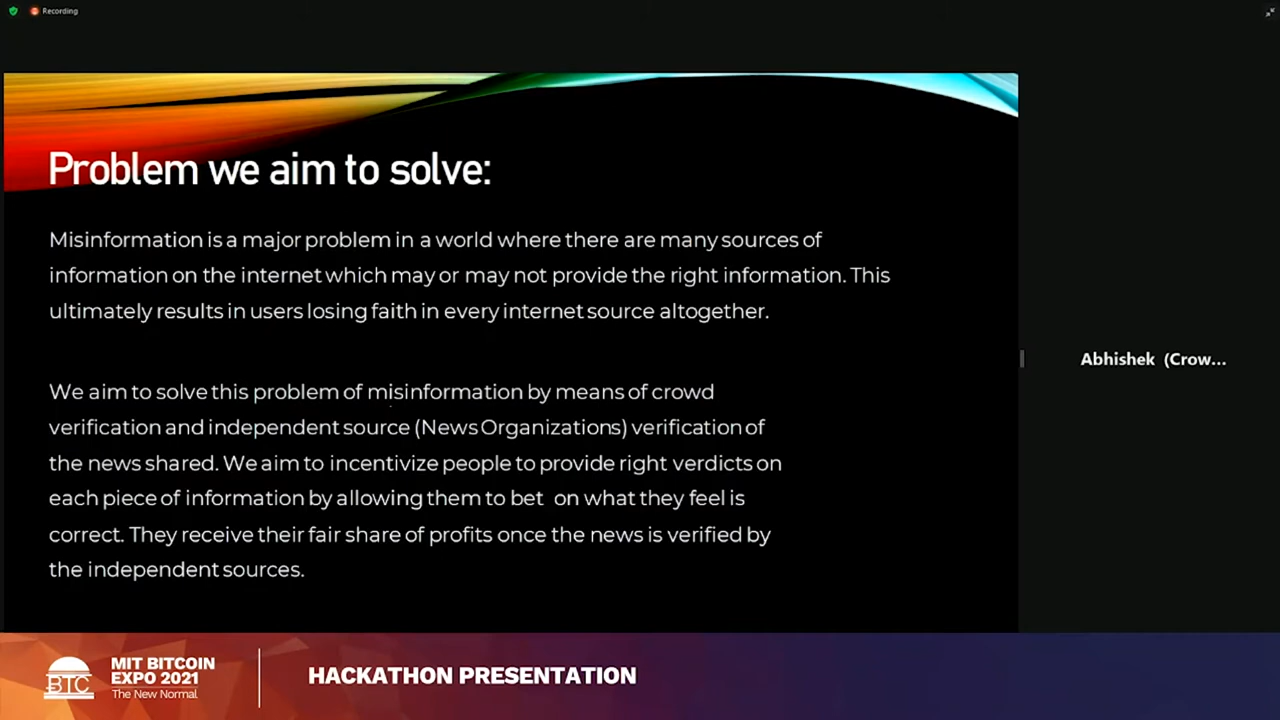 Recording
Problem we aim to solve:
Misinformation is a major problem in a world where there are many sources of
information on the internet which may or may not provide the right information. This
ultimately results in users losing faith in every internet source altogether.
We aim to solve this problem of misinformation by means of crowd
verification and independent source (News Organizations) verification of
the news shared. We aim to incentivize people to provide right verdicts on
each piece of information by allowing them to bet on what they feel is
correct. They receive their fair share of profits once the news is verified by
the independent sources.
Abhishek (Crow...
BTC
MIT BITCOIN
EXPO 2021
The New Normal
HACKATHON PRESENTATION